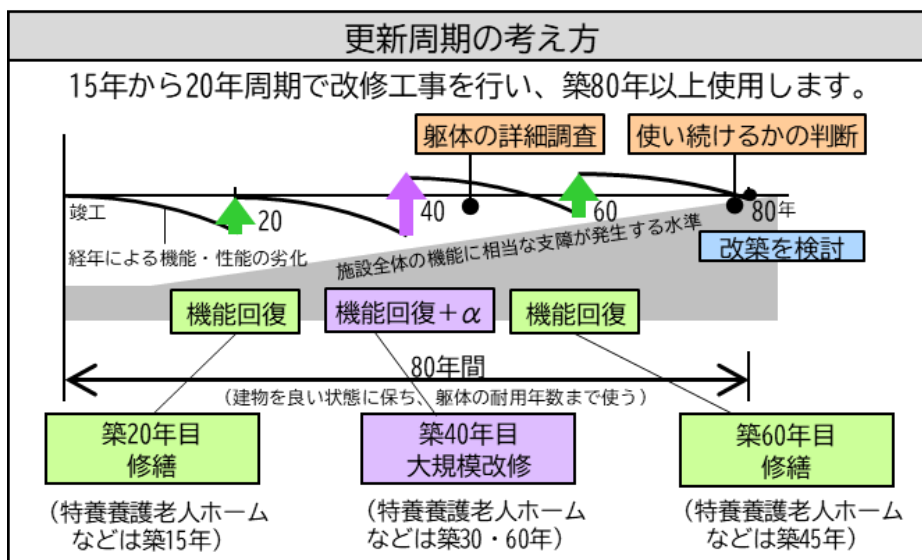 更新周期の考え方
15年から20年周期で改修工事を行い、築80年以上使用します。
躯体の詳細調査
使い続けるかの判断
竣工
20
40
60
80年
経年による機能・性能の劣化
施設全体の機能に相当な支障が発生する水準
改築を検討
機能回復
機能回復＋α
機能回復
80年間
（建物を良い状態に保ち、躯体の耐用年数まで使う）
築20年目
修繕
築40年目
大規模改修
築60年目
修繕
（特養養護老人ホーム
などは築15年）
（特養養護老人ホーム
などは築30・60年）
（特養養護老人ホーム
などは築45年）